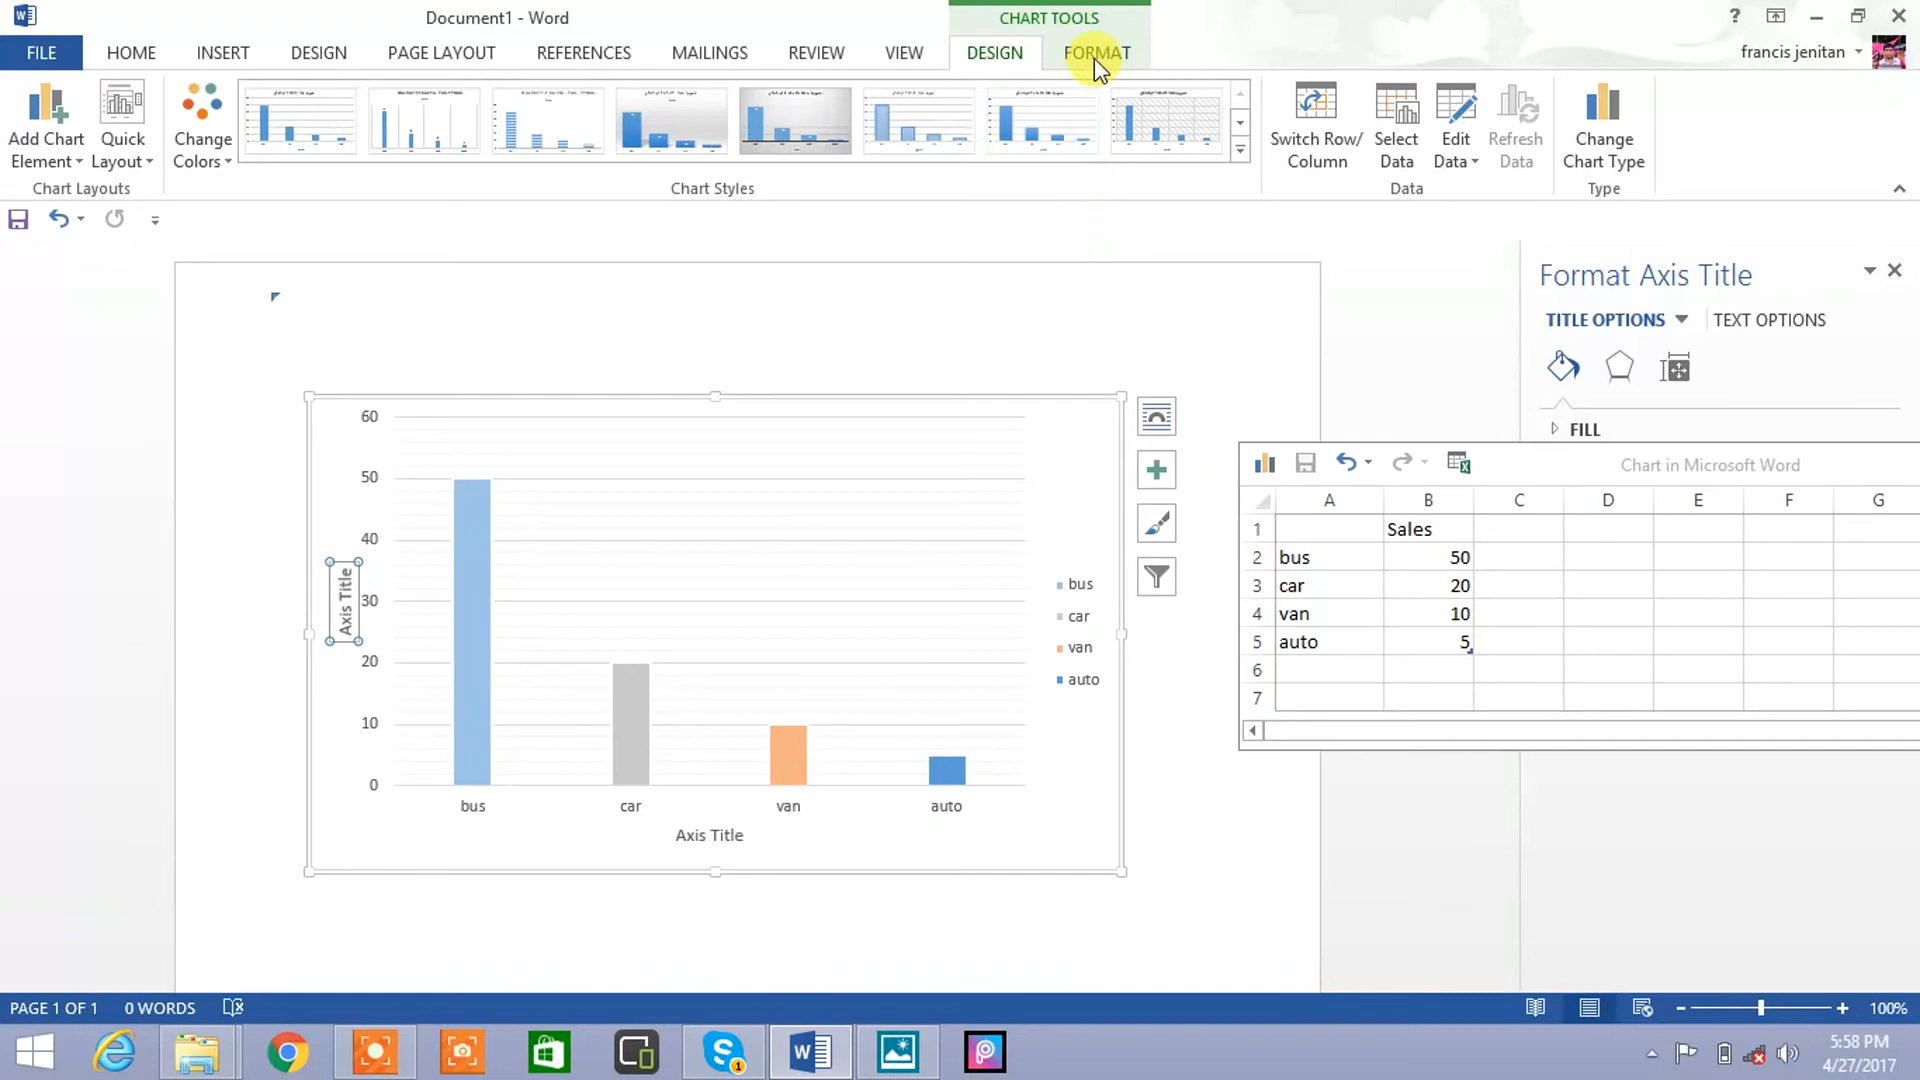 Document1 - Word
CHART TOOLS
?
FILE
HOME
INSERT
DESIGN
PAGE LAYOUT
REFERENCES
MAILINGS
REVIEW
VIEW
DESIGN
FORMAT
francis jenitan
Add Chart
Element
Quick
Layout
Change
Colors
Switch Row/
Column
Select
Data
Edit
Data
Refresh
Data
Change
Chart Type
Chart Layouts
Chart Styles
Data
Type
Format Axis Title
TITLE OPTIONS
TEXT OPTIONS
FILL
60
50
40
30
20
10
0
Axis Title
bus
car
van
auto
bus
car
van
auto
Axis Title
Chart in Microsoft Word
A B C D E F G
1 Sales
2 bus 50
3 car 20
4 van 10
5 auto 5
6
7
PAGE 1 OF 1
0 WORDS
100%
1
5:58 PM
4/27/2017